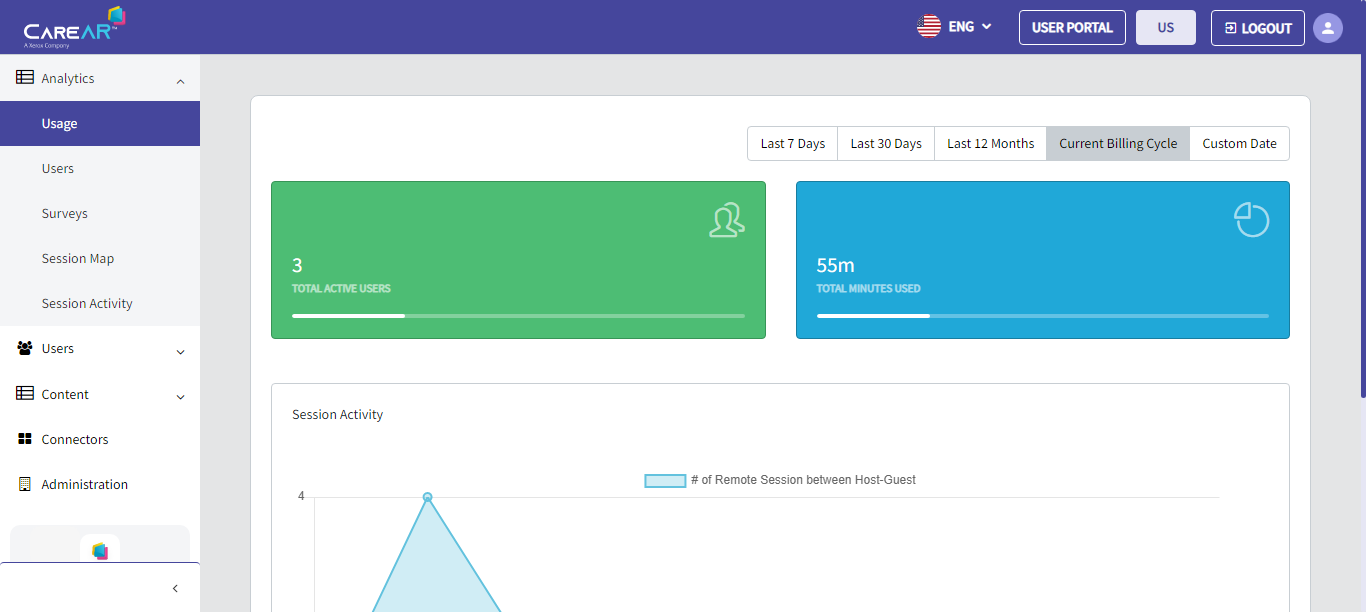 CAREAR™
A Xerox Company
ENG
USER PORTAL
US
LOGOUT
Analytics
Usage
Users
Surveys
Session Map
Session Activity
Users
Content
Connectors
Administration
Last 7 Days
Last 30 Days
Last 12 Months
Current Billing Cycle
Custom Date
3
TOTAL ACTIVE USERS
55m
TOTAL MINUTES USED
Session Activity
# of Remote Session between Host-Guest
4